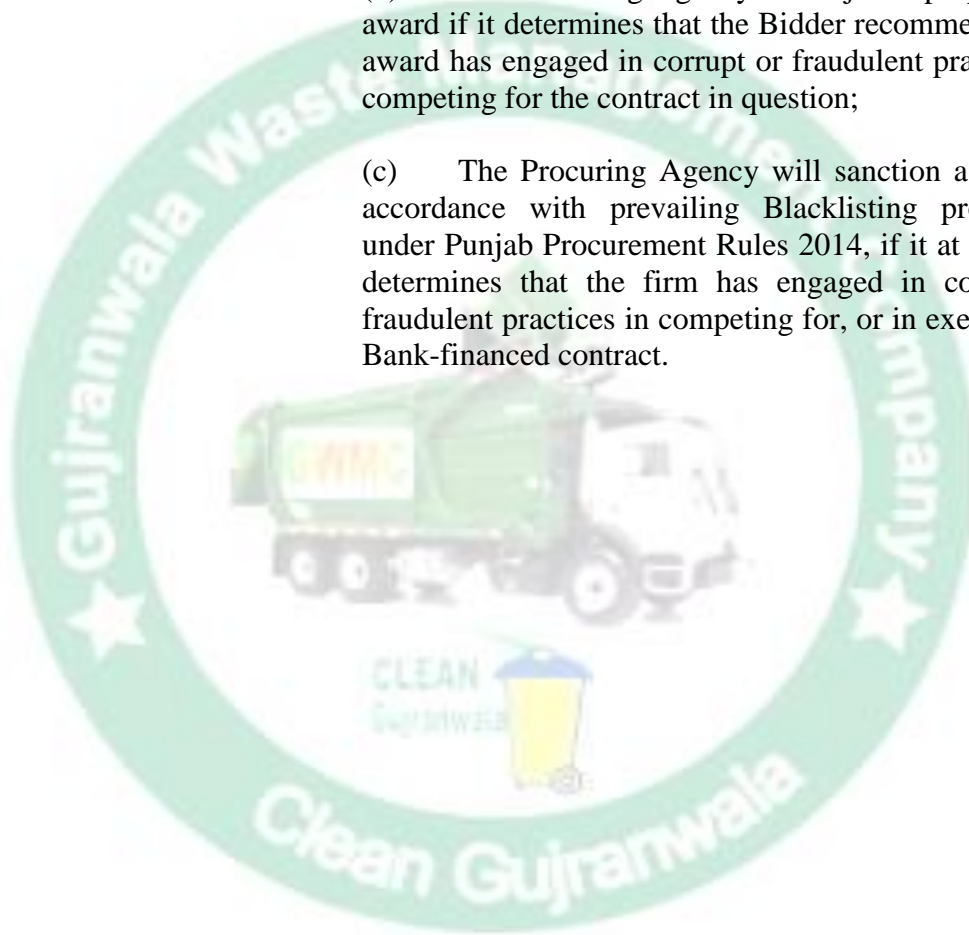 award if it determines that the Bidder recomme
award has engaged in corrupt or fraudulent pra
competing for the contract in question;
(c) The Procuring Agency will sanction a
accordance with prevailing Blacklisting pr
under Punjab Procurement Rules 2014, if it at
determines that the firm has engaged in co
fraudulent practices in competing for, or in exe
Bank-financed contract.
Gujranwala Waste Management Company
GWMC
CLEAN
Gujranwala
Clean Gujranwala